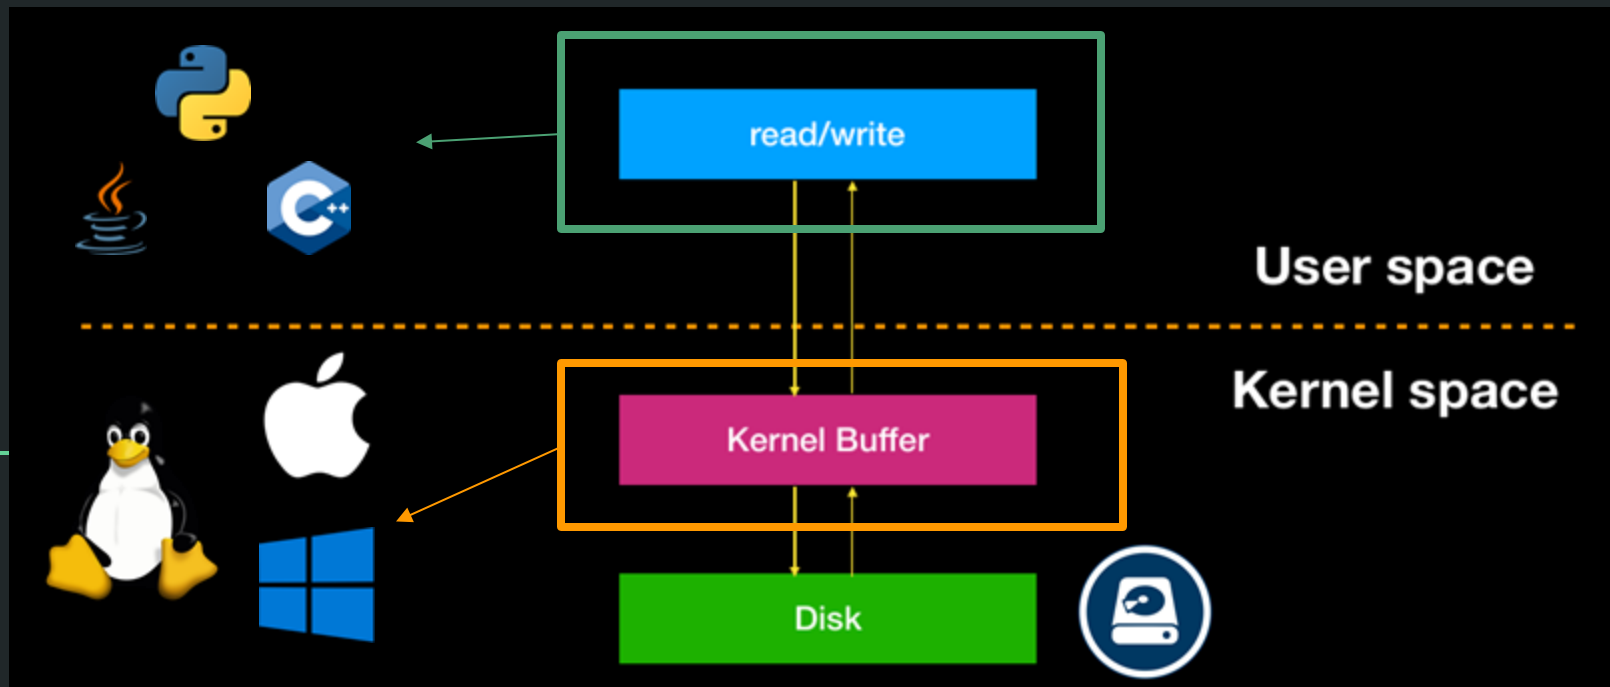 read/write
User space
Kernel space
Kernel Buffer
Disk
C++